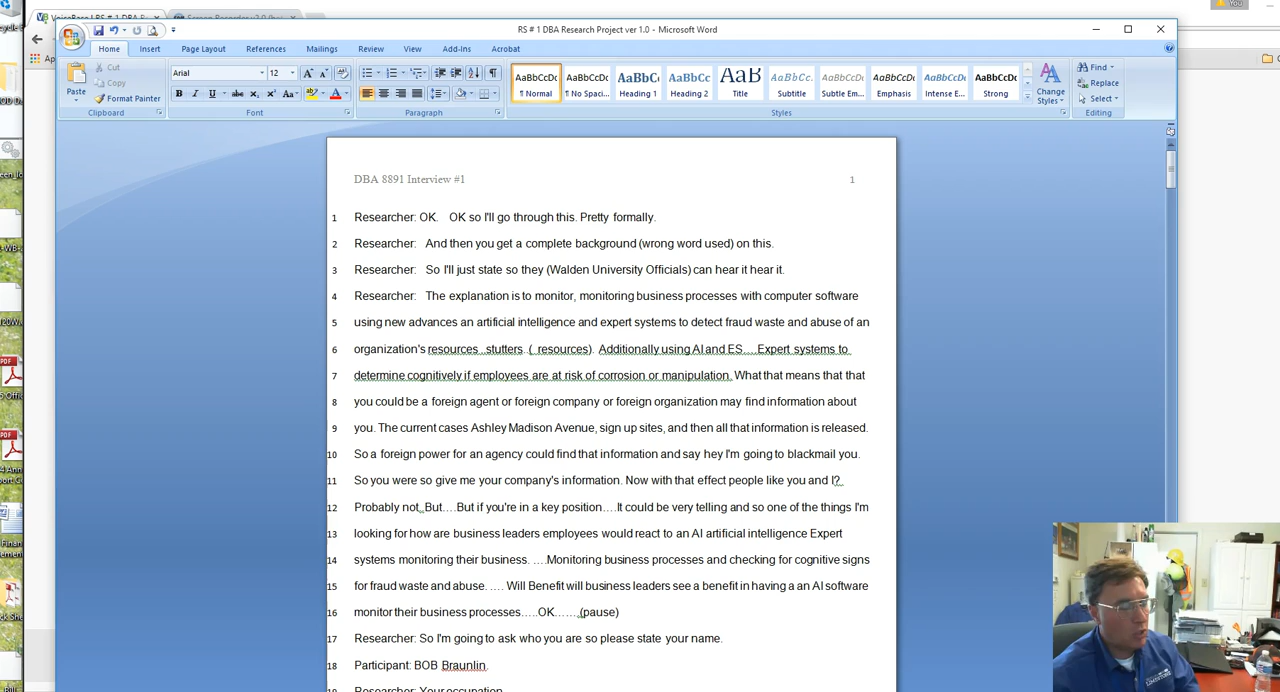 You
VoiceBase | RS # 1 DBA R
RS # 1 DBA Research Project ver 1.0 - Microsoft Word
Home Insert Page Layout References Mailings Review View Add-Ins Acrobat
Paste
Cut
Copy
Format Painter
Clipboard
Arial 12
Font
Paragraph
AaBbCcDc AaBbCcDc AaBbC AaBbCc AaB AaBbCc. AaBbCcDc AaBbCcDc AaBbCcDc AaBbCcDc
¶ Normal ¶ No Spaci... Heading 1 Heading 2 Title Subtitle Subtle Em... Emphasis Intense E... Strong
Change Styles
Styles
Find
Replace
Select
Editing
DBA 8891 Interview #1 1
1 Researcher: OK. OK so I'll go through this. Pretty formally.
2 Researcher: And then you get a complete background (wrong word used) on this.
3 Researcher: So I'll just state so they (Walden University Officials) can hear it hear it.
4 Researcher: The explanation is to monitor, monitoring business processes with computer software
5 using new advances an artificial intelligence and expert systems to detect fraud waste and abuse of an
6 organization's resources ..stutters .( resources). Additionally using AI and ES....Expert systems to
7 determine cognitively if employees are at risk of corrosion or manipulation. What that means that that
8 you could be a foreign agent or foreign company or foreign organization may find information about
9 you. The current cases Ashley Madison Avenue, sign up sites, and then all that information is released.
10 So a foreign power for an agency could find that information and say hey I'm going to blackmail you.
11 So you were so give me your company's information. Now with that effect people like you and I?.
12 Probably not..But....But if you're in a key position....It could be very telling and so one of the things I'm
13 looking for how are business leaders employees would react to an AI artificial intelligence Expert
14 systems monitoring their business. ....Monitoring business processes and checking for cognitive signs
15 for fraud waste and abuse. .... Will Benefit will business leaders see a benefit in having a an AI software
16 monitor their business processes.....OK......,(pause)
17 Researcher: So I'm going to ask who you are so please state your name.
18 Participant: BOB Braunlin.
Researcher: Your occupation